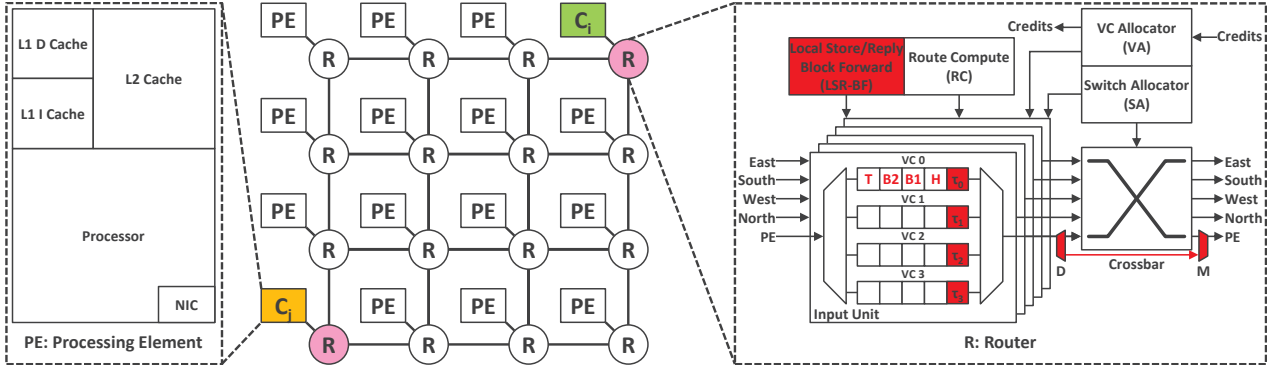 L1 D Cache
L2 Cache
L1 I Cache
Processor
NIC
PE: Processing Element
PE PE PE Ci
R R R R
PE PE PE PE
R R R R
PE PE PE PE
R R R R
Cj PE PE PE
R R R R
Credits
VC Allocator
(VA)
Credits
Local Store/Reply
Block Forward
(LSR-BF)
Route Compute
(RC)
Switch Allocator
(SA)
East
South
West
North
PE
VC 0
T B2 B1 H τ0
VC 1
τ1
VC 2
τ2
VC 3
τ3
Input Unit
D
Crossbar
M
East
South
West
North
PE
R: Router